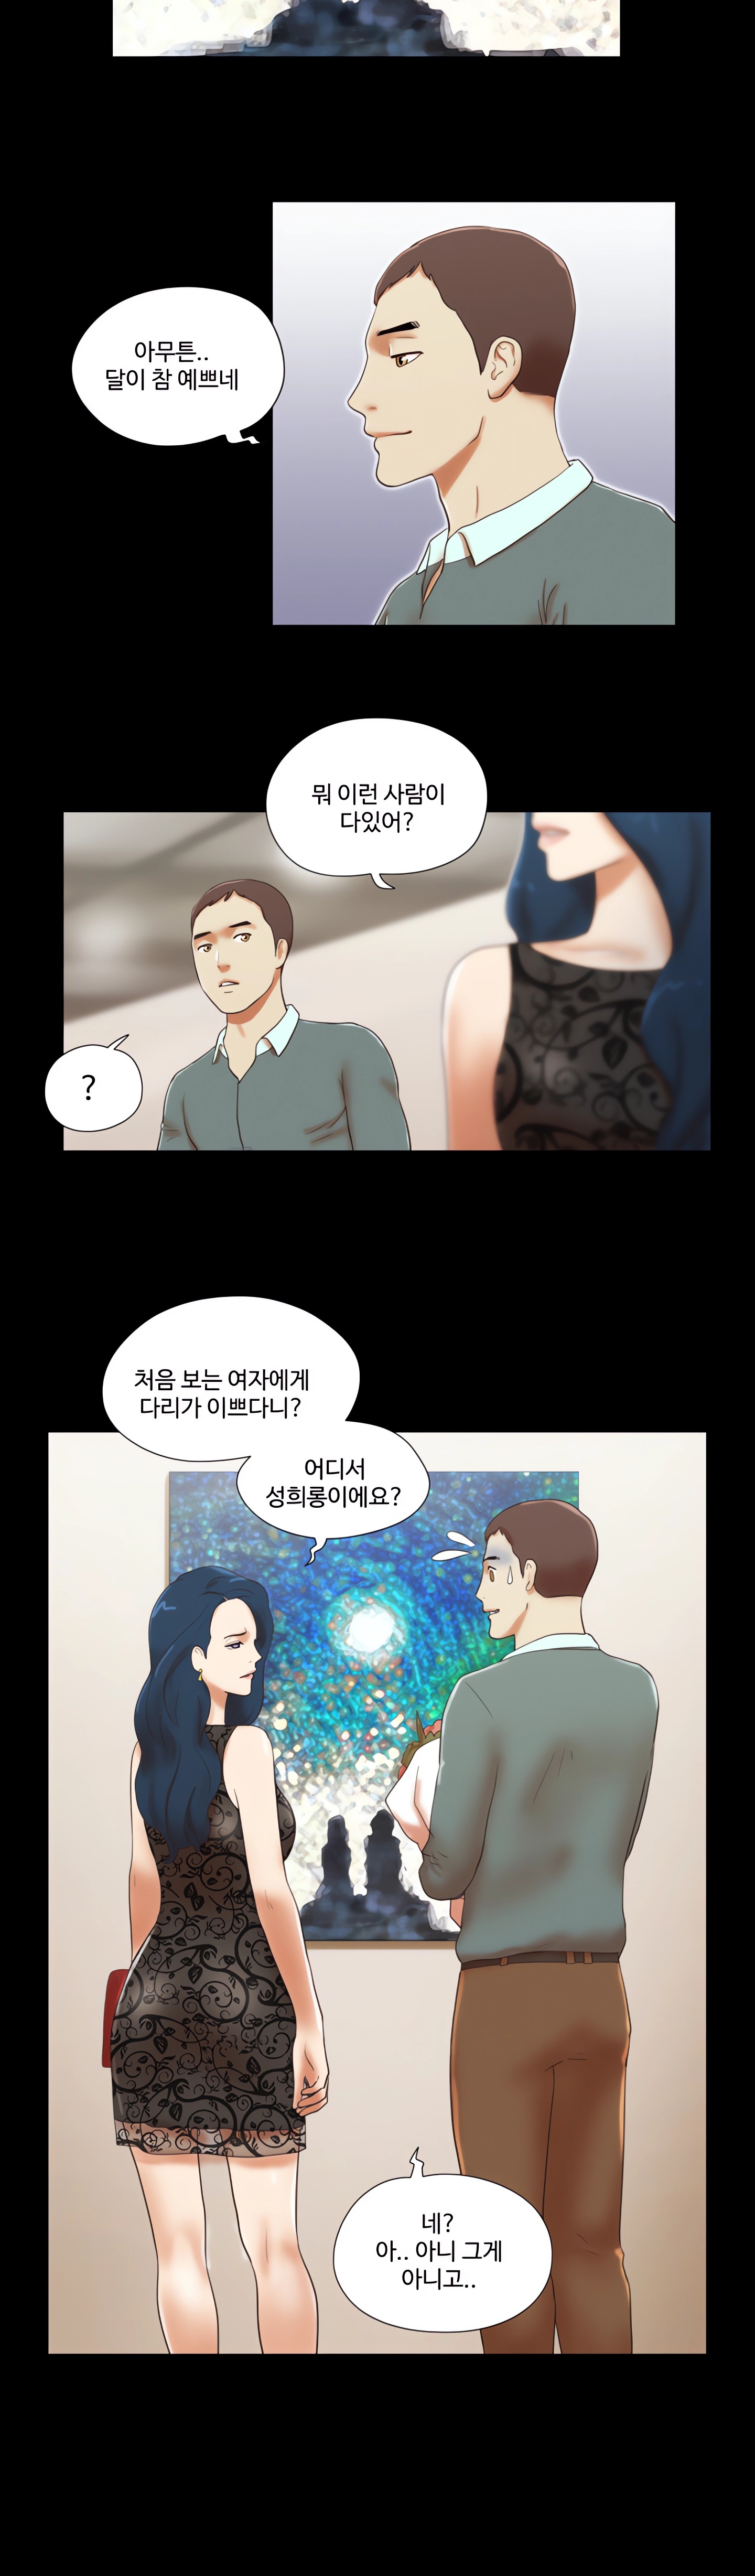 아무튼..
달이 참 예쁘네
뭐 이런 사람이
다있어?
?
처음 보는 여자에게
다리가 이쁘다니?
어디서
성희롱이에요?
네?
아.. 아니 그게
아니고..